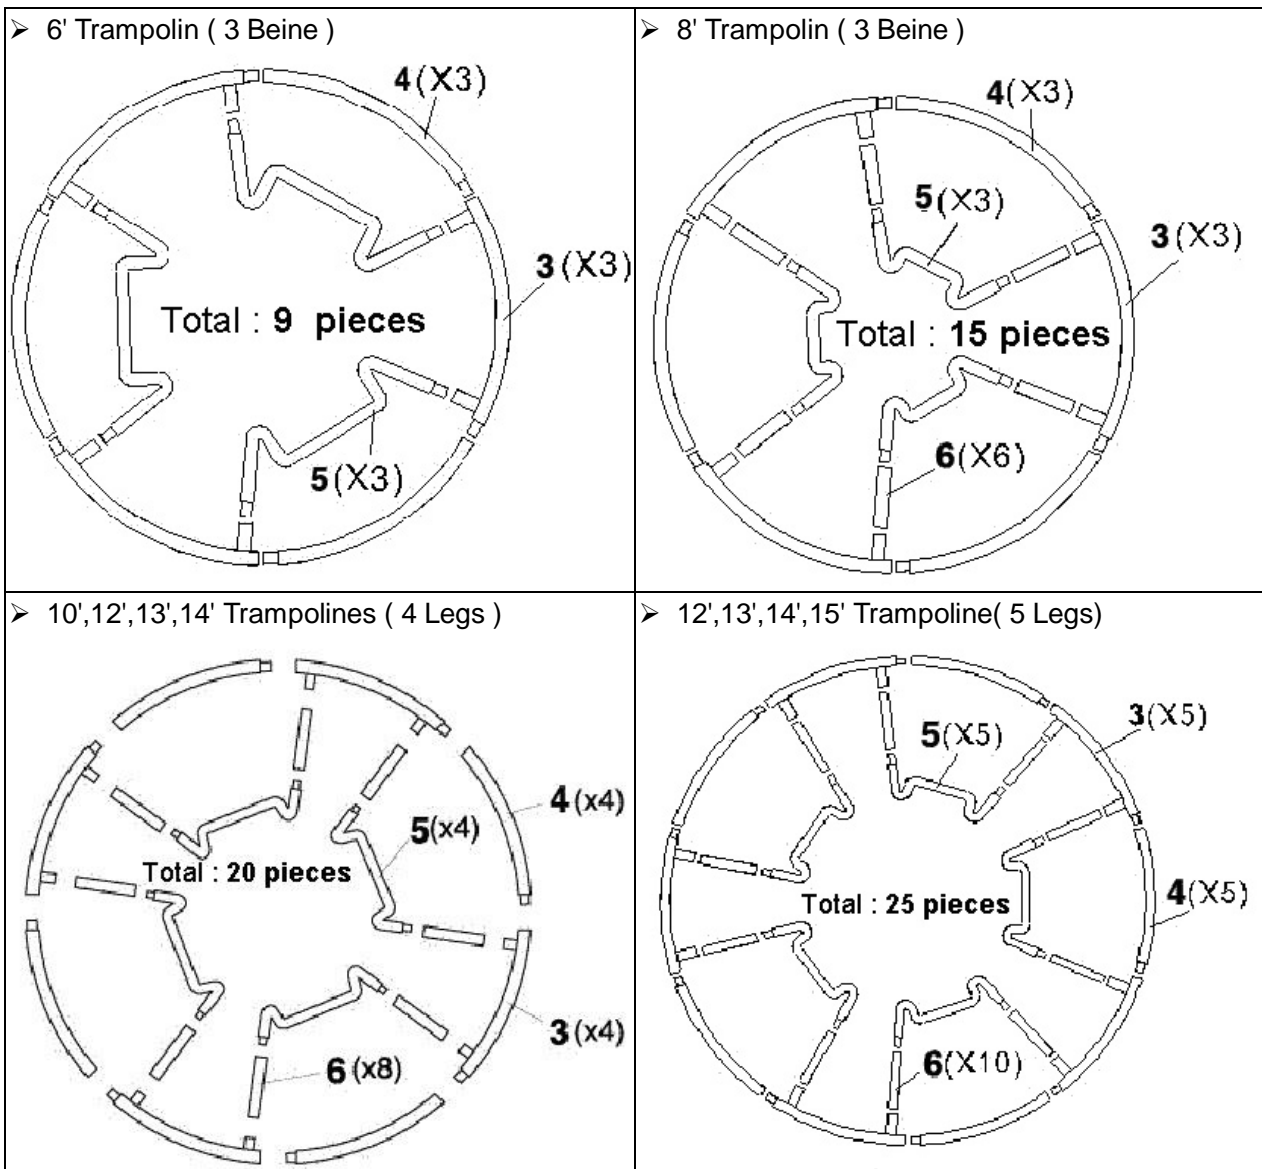 ➢ 6' Trampolin ( 3 Beine )
4(X3)
3(X3)
Total : 9 pieces
5(X3)
➢ 8' Trampolin ( 3 Beine )
4(X3)
5(X3)
3(X3)
Total : 15 pieces
6(X6)
➢ 10',12',13',14' Trampolines ( 4 Legs )
4(x4)
5(x4)
Total : 20 pieces
3(x4)
6(x8)
➢ 12',13',14',15' Trampoline( 5 Legs)
3(X5)
5(X5)
4(X5)
Total : 25 pieces
6(X10)